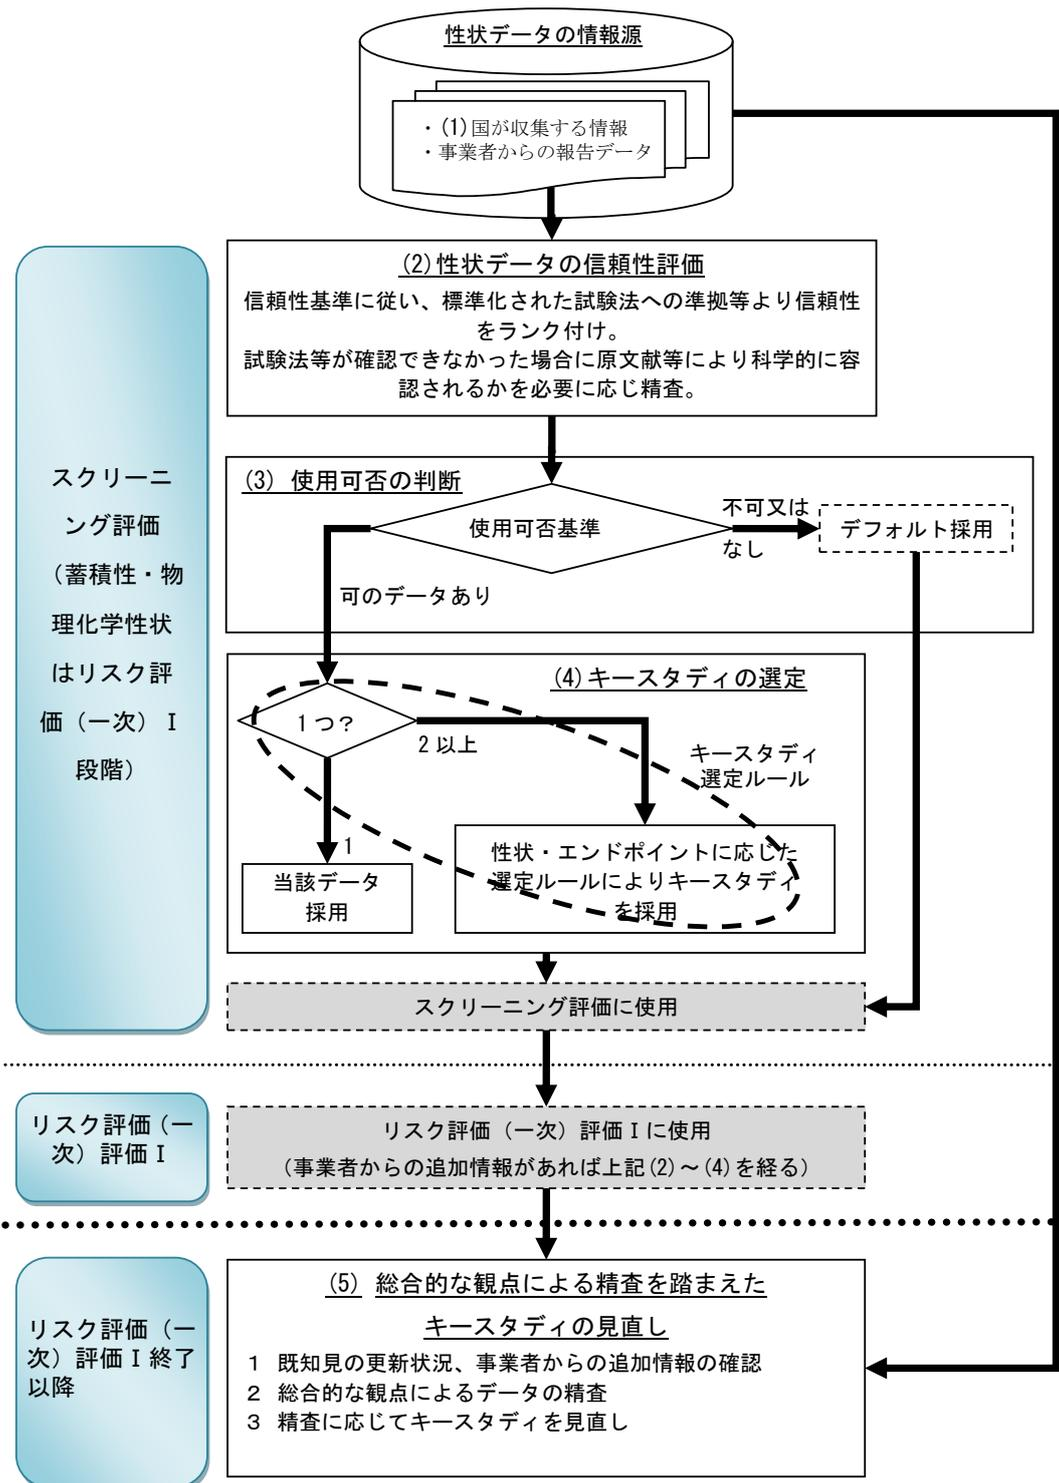 性状データの情報源
・(1)国が収集する情報
・事業者からの報告データ
(2)性状データの信頼性評価
信頼性基準に従い、標準化された試験法への準拠等より信頼性
をランク付け。
試験法等が確認できなかった場合に原文献等により科学的に容
認されるかを必要に応じ精査。
(3) 使用可否の判断
使用可否基準
不可又は
なし
デフォルト採用
可のデータあり
スクリーニ
ング評価
(蓄積性・物
理化学性状
はリスク評
価（一次）Ⅰ
段階)
(4)キースタディの選定
1つ?
2以上
キースタディ
選定ルール
1
当該データ
採用
性状・エンドポイントに応じた
選定ルールによりキースタディ
を採用
スクリーニング評価に使用
リスク評価（一
次）評価Ⅰ
リスク評価（一次）評価Ⅰに使用
(事業者からの追加情報があれば上記(2)～(4)を経る)
リスク評価（一
次）評価Ⅰ終了
以降
(5) 総合的な観点による精査を踏まえた
キースタディの見直し
1 既知見の更新状況、事業者からの追加情報の確認
2 総合的な観点によるデータの精査
3 精査に応じてキースタディを見直し